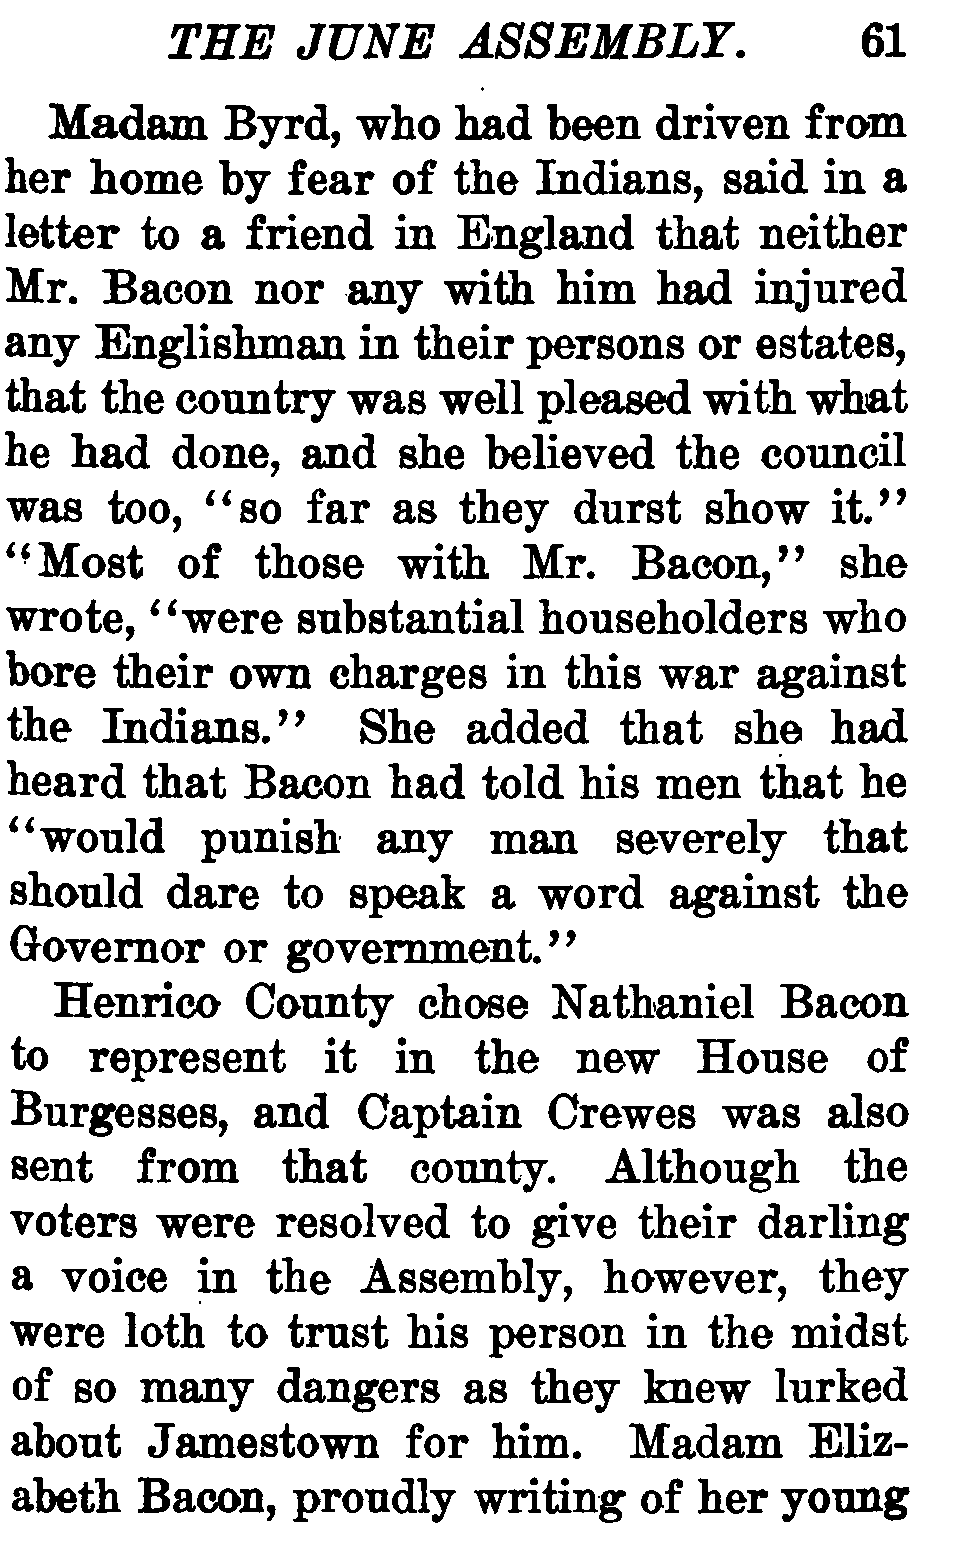 THE JUNE ASSEMBLY. 61
Madam Byrd, who had been driven from
her home by fear of the Indians, said in a
letter to a friend in England that neither
Mr. Bacon nor any with him had injured
any Englishman in their persons or estates,
that the country was well pleased with what
he had done, and she believed the council
was too, "so far as they durst show it."
"Most of those with Mr. Bacon," she
wrote, "were substantial householders who
bore their own charges in this war against
the Indians." She added that she had
heard that Bacon had told his men that he
"would punish any man severely that
should dare to speak a word against the
Governor or government."
Henrico County chose Nathaniel Bacon
to represent it in the new House of
Burgesses, and Captain Crewes was also
sent from that county. Although the
voters were resolved to give their darling
a voice in the Assembly, however, they
were loth to trust his person in the midst
of so many dangers as they knew lurked
about Jamestown for him. Madam Eliz-
abeth Bacon, proudly writing of her young